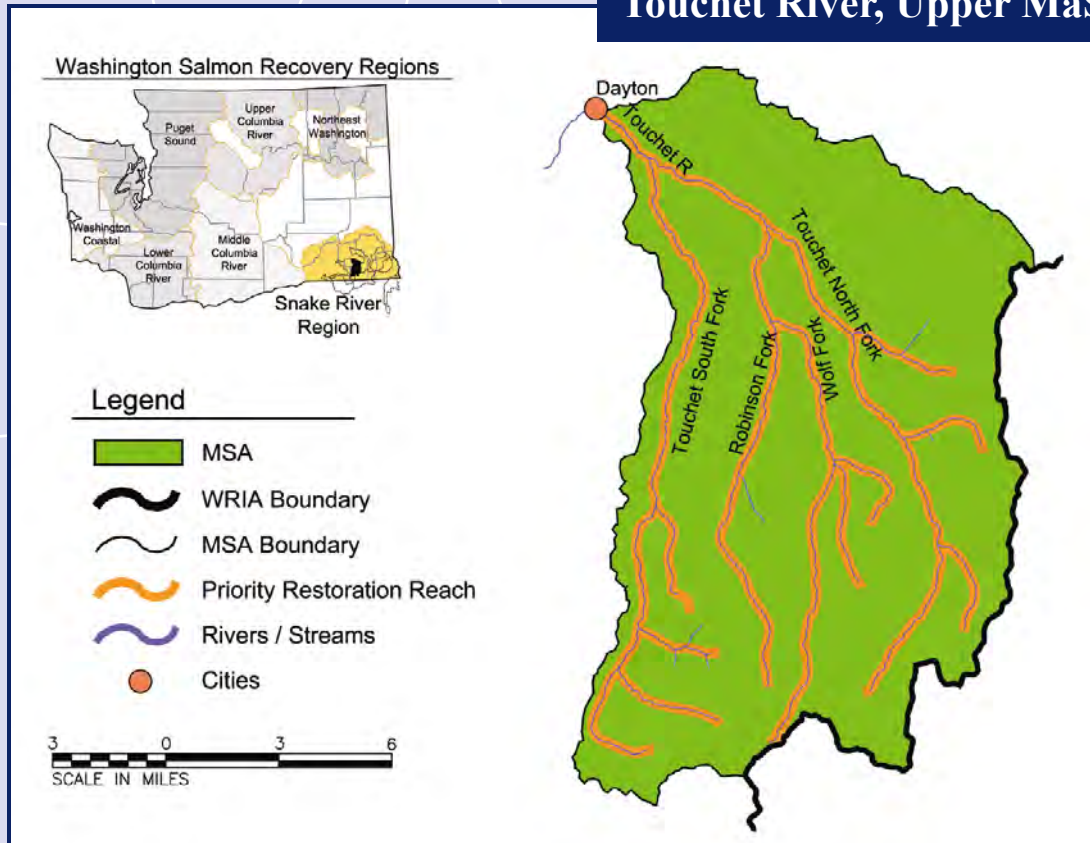 Touchet River, Upper Mas
Washington Salmon Recovery Regions
Puget
Sound
Upper
Columbia
River
Northeast
Washington
Washington
Coastal
Lower
Columbia
River
Middle
Columbia
River
Snake River
Region
Legend
MSA
WRIA Boundary
MSA Boundary
Priority Restoration Reach
Rivers / Streams
Cities
3 0 3 6
SCALE IN MILES
Dayton
Touchet R
Touchet North Fork
Touchet South Fork
Robinson Fork
Wolf Fork